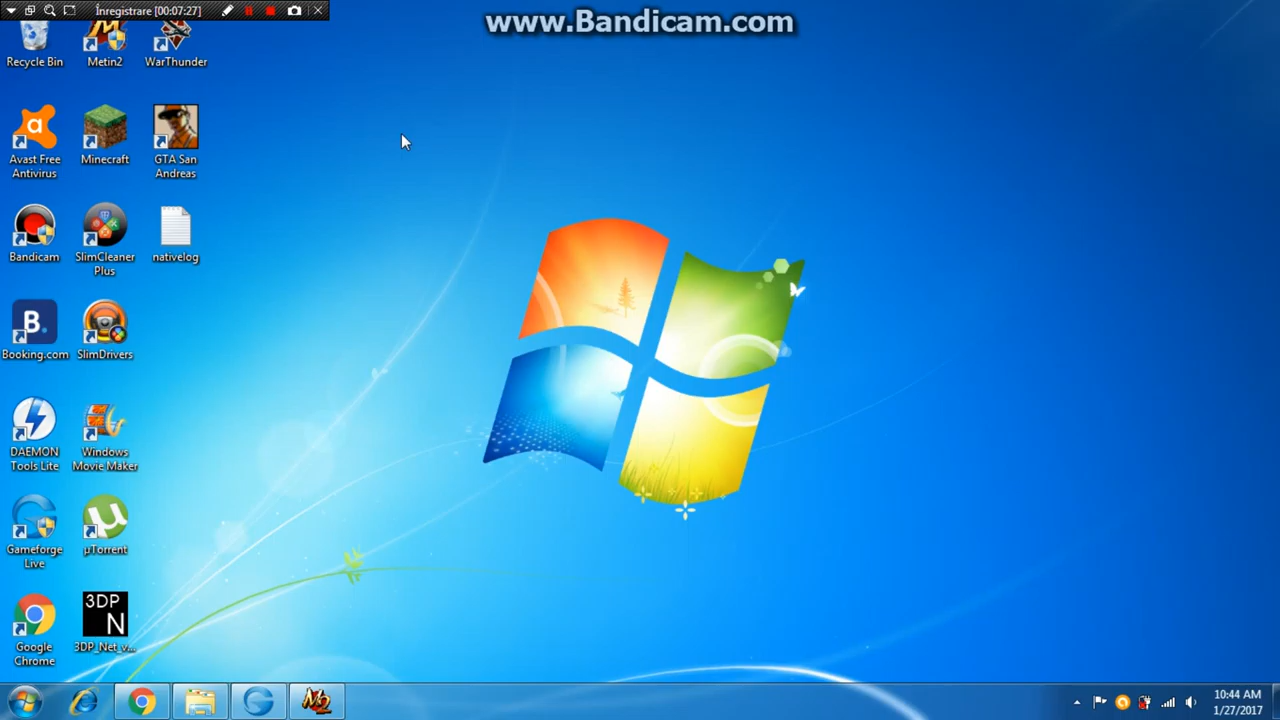 Înregistrare [00:07:27]
www.Bandicam.com
Recycle Bin
Metin2
WarThunder
Avast Free
Antivirus
Minecraft
GTA San
Andreas
Bandicam
SlimCleaner
Plus
nativelog
B.
Booking.com
SlimDrivers
DAEMON
Tools Lite
Windows
Movie Maker
Gameforge
Live
µTorrent
Google
Chrome
3DP
N
3DP_Net_v...
M2
10:44 AM
1/27/2017